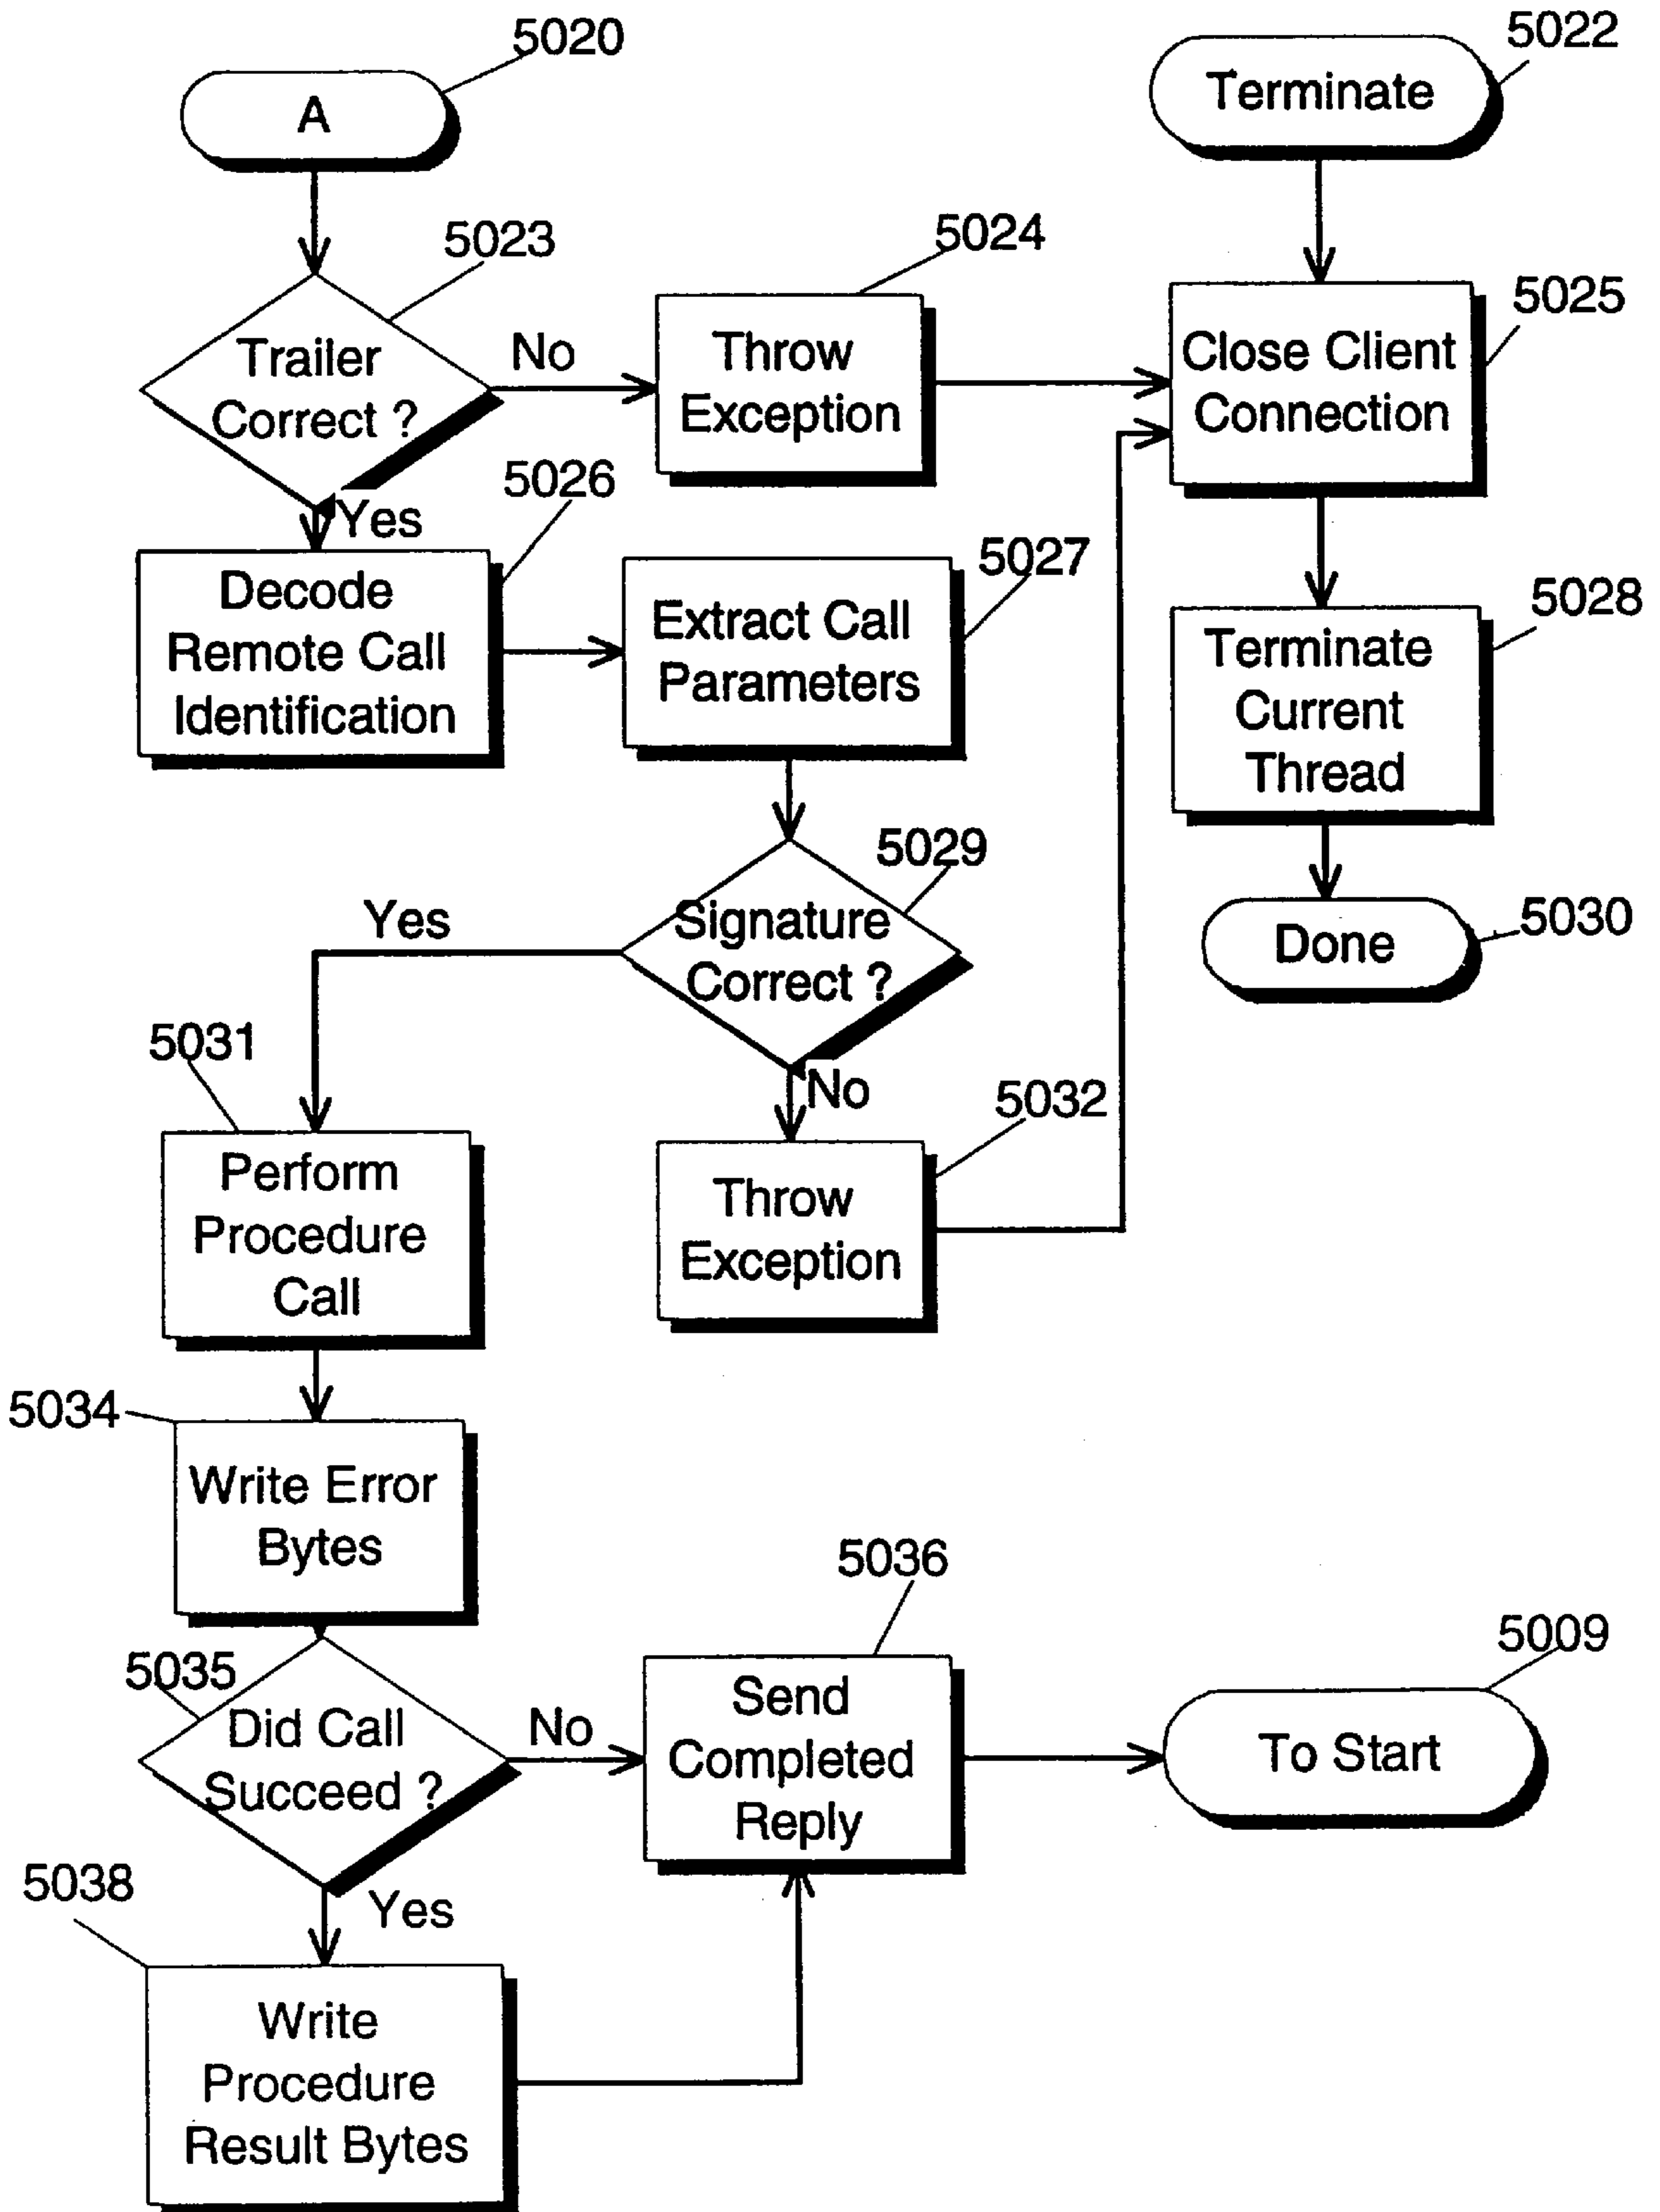 5020
A
5022
Terminate
5023
Trailer
Correct ?
No
5024
Throw
Exception
5025
Close Client
Connection
Yes
5026
Decode
Remote Call
Identification
5027
Extract Call
Parameters
5028
Terminate
Current
Thread
5029
Signature
Correct ?
Yes
No
5030
Done
5031
Perform
Procedure
Call
5032
Throw
Exception
5034
Write Error
Bytes
5035
Did Call
Succeed ?
No
5036
Send
Completed
Reply
5009
To Start
Yes
5038
Write
Procedure
Result Bytes